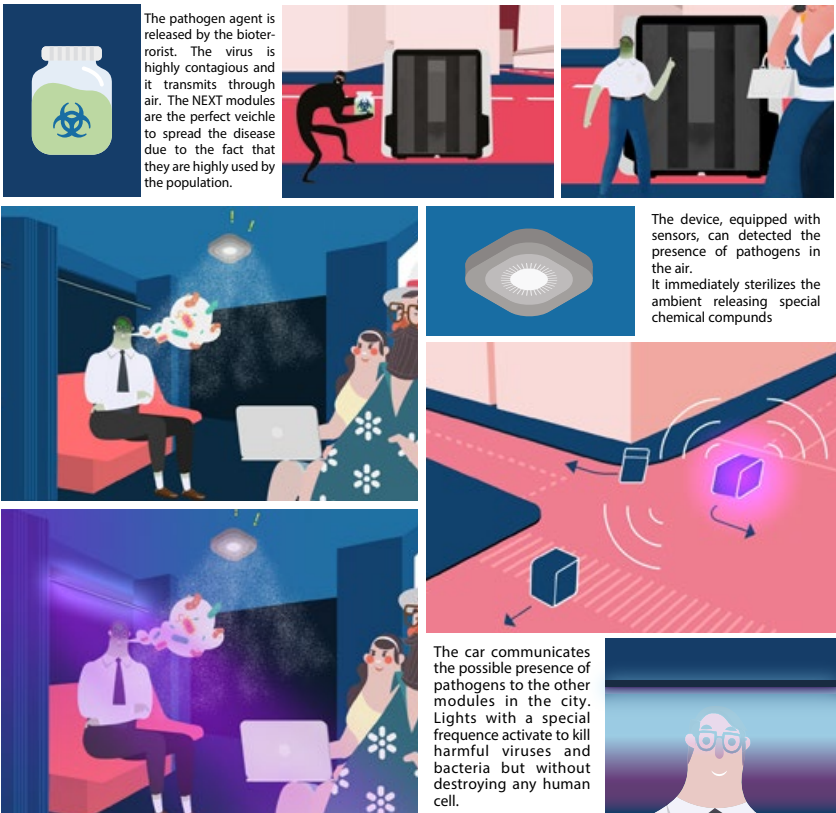 The pathogen agent is
released by the bioter-
rorist. The virus is
highly contagious and
it transmits through
air. The NEXT modules
are the perfect veichle
to spread the disease
due to the fact that
they are highly used by
the population.
The device, equipped with
sensors, can detected the
presence of pathogens in
the air.
It immediately sterilizes the
ambient releasing special
chemical compunds
The car communicates
the possible presence of
pathogens to the other
modules in the city.
Lights with a special
frequence activate to kill
harmful viruses and
bacteria but without
destroying any human
cell.